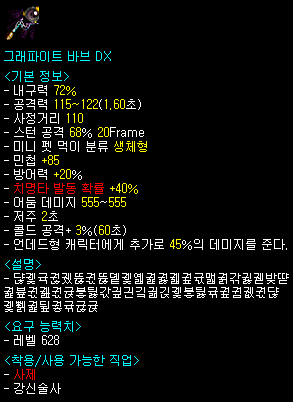 그래파이트 바브 DX
<기본 정보>
- 내구력 72%
- 공격력 115~122(1,60초)
- 사정거리 110
- 스턴 공격 68% 20Frame
- 미니 펫 먹이 분류 생체형
- 민첩 +85
- 방어력 +20%
- 치명타 발동 확률 +40%
- 어둠 데미지 555~555
- 저주 2초
- 콜드 공격+ 3%(60초)
- 언데드형 캐릭터에게 추가로 45%의 데미지를 준다.
<설명>
<요구 능력치>
- 레벨 628
<착용/사용 가능한 직업>
- 사제
- 강신술사